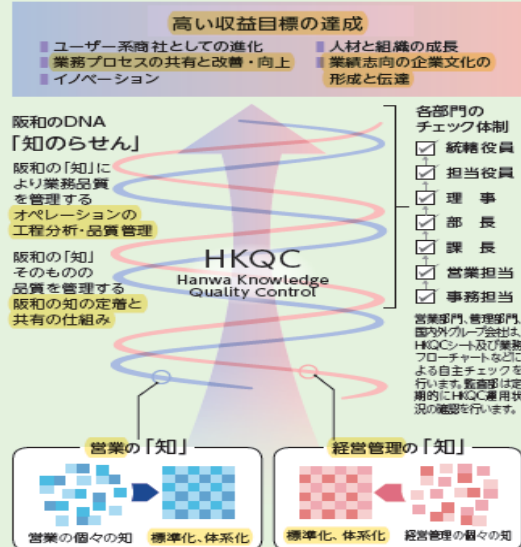 高い収益目標の達成
■ ユーザー系商社としての進化
■ 業務プロセスの共有と改善・向上
■ イノベーション
■ 人材と組織の成長
■ 業績志向の企業文化の
形成と伝達
阪和のDNA
「知のらせん」
阪和の「知」に
より業務品質
を管理する
オペレーションの
工程分析・品質管理
阪和の「知」
そのものの
品質を管理する
阪和の知の定着と
共有の仕組み
HKQC
Hanwa Knowledge
Quality Control
各部門の
チェック体制
統轄役員
担当役員
理 事
部 長
課 長
営業担当
事務担当
営業部門、管理部門、
国内外グループ会社は、
HKQCシート及び業務
フローチャートなどに
よる自主チェックを
行います。監査部は定
期的にHKQC運用状
況の確認を行います。
営業の「知」
営業の個々の知
標準化、体系化
経営管理の「知」
標準化、体系化
経営管理の個々の知